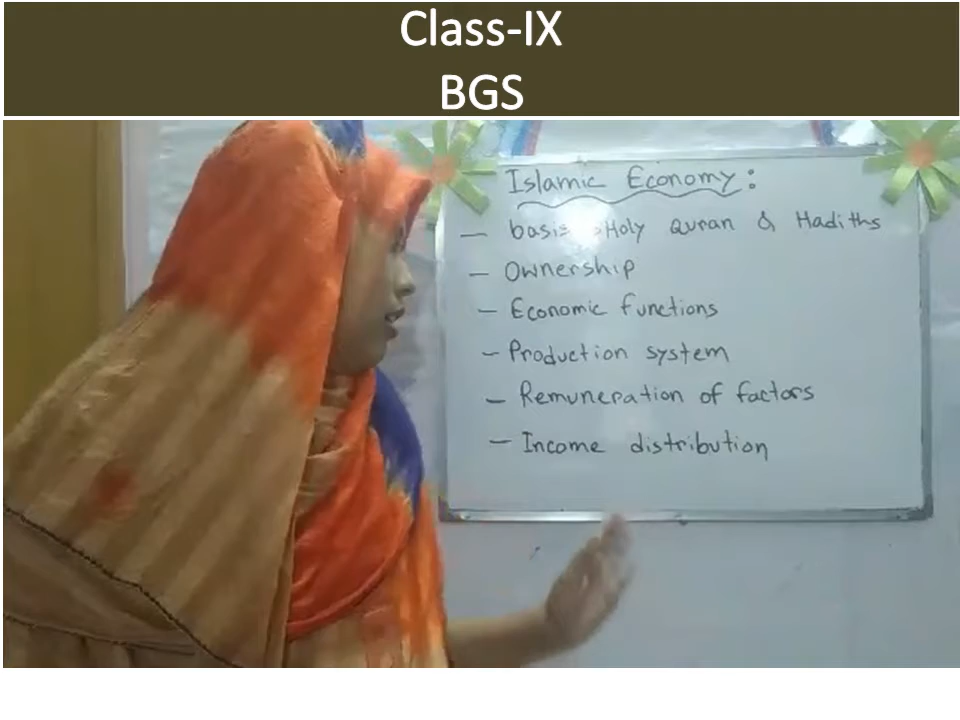 Class-IX
BGS
Islamic Economy:
— basis Holy Quran & Hadiths
— Ownership
— Economic functions
— Production system
— Remuneration of factors
— Income distribution